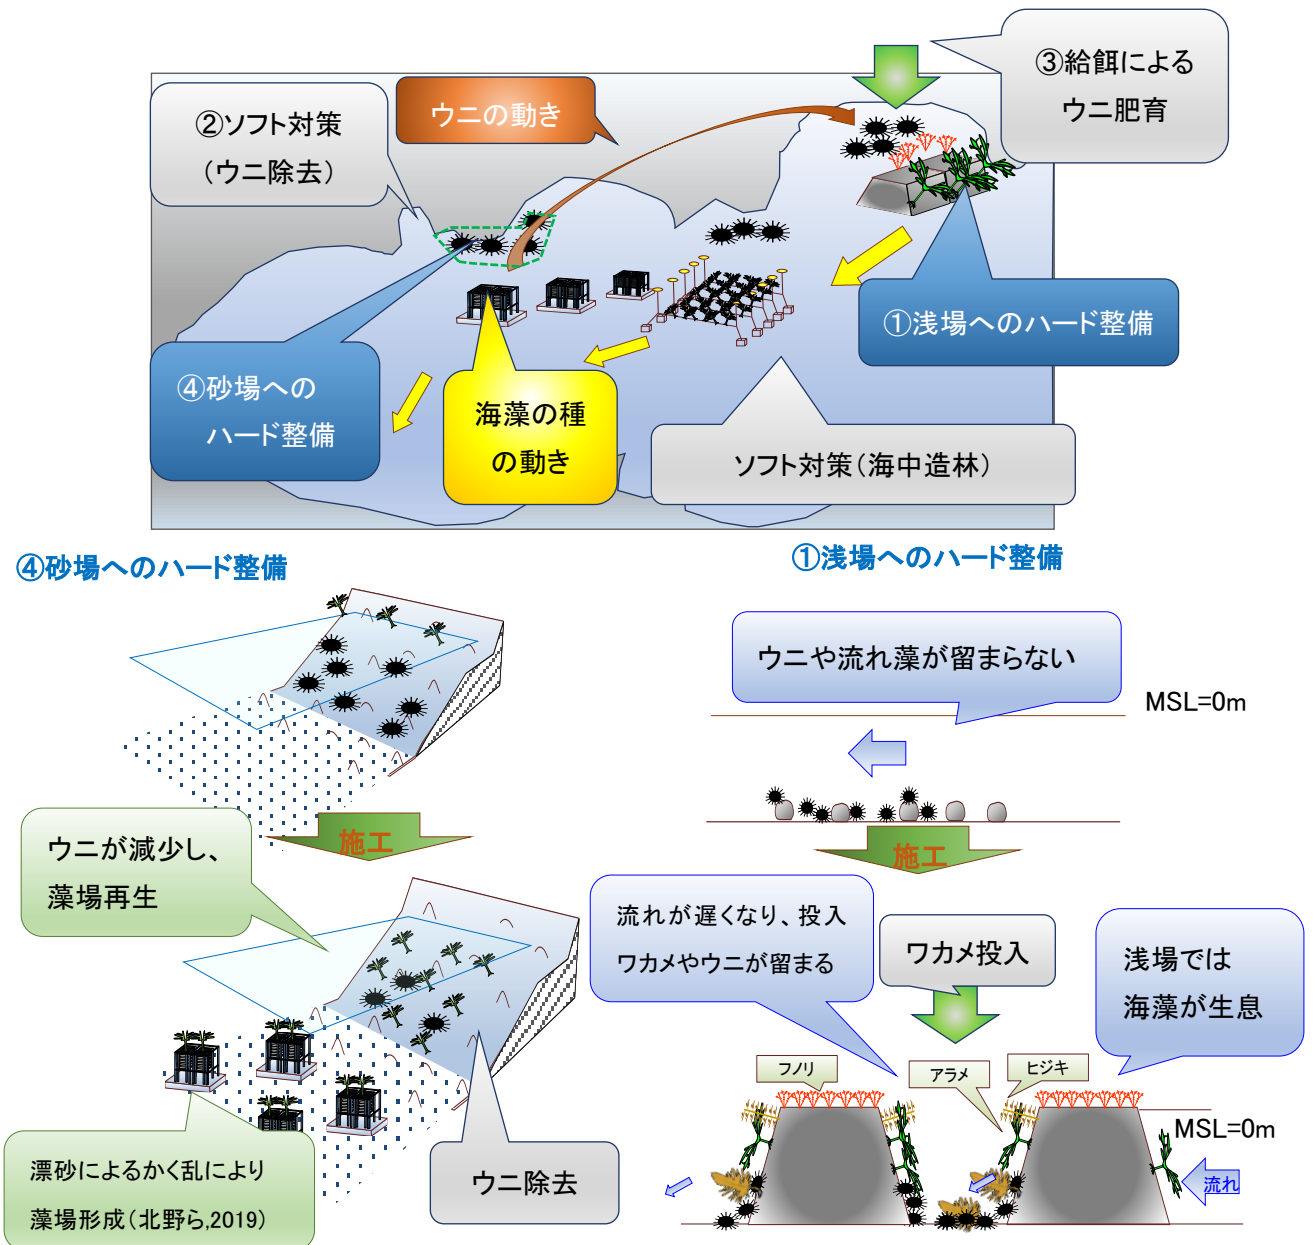 ③給餌による
ウニ肥育
②ソフト対策
（ウニ除去）
ウニの動き
①浅場へのハード整備
④砂場への
ハード整備
海藻の種
の動き
ソフト対策（海中造林）
④砂場へのハード整備
①浅場へのハード整備
ウニや流れ藻が留まらない
MSL=0m
施工
施工
ウニが減少し、
藻場再生
流れが遅くなり、投入
ワカメやウニが留まる
ワカメ投入
浅場では
海藻が生息
フノリ
アラメ
ヒジキ
MSL=0m
流れ
漂砂によるかく乱により
藻場形成（北野ら,2019）
ウニ除去